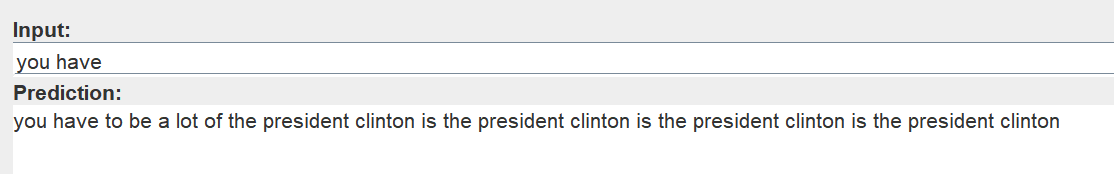 Input:
you have
Prediction:
you have to be a lot of the president clinton is the president clinton is the president clinton is the president clinton